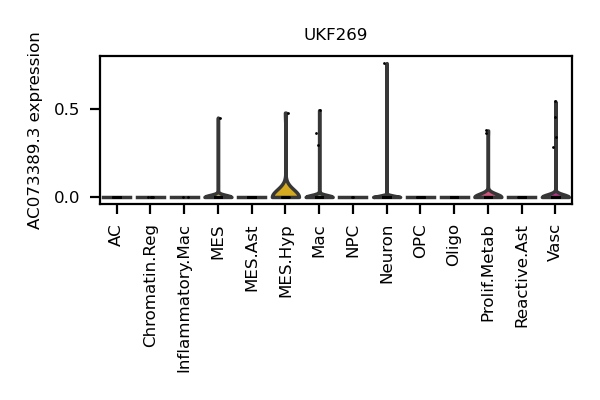 UKF269
AC073389.3 expression
0.5
0.0
AC
Chromatin.Reg
Inflammatory.Mac
MES
MES.Ast
MES.Hyp
Mac
NPC
Neuron
OPC
Oligo
Prolif.Metab
Reactive.Ast
Vasc